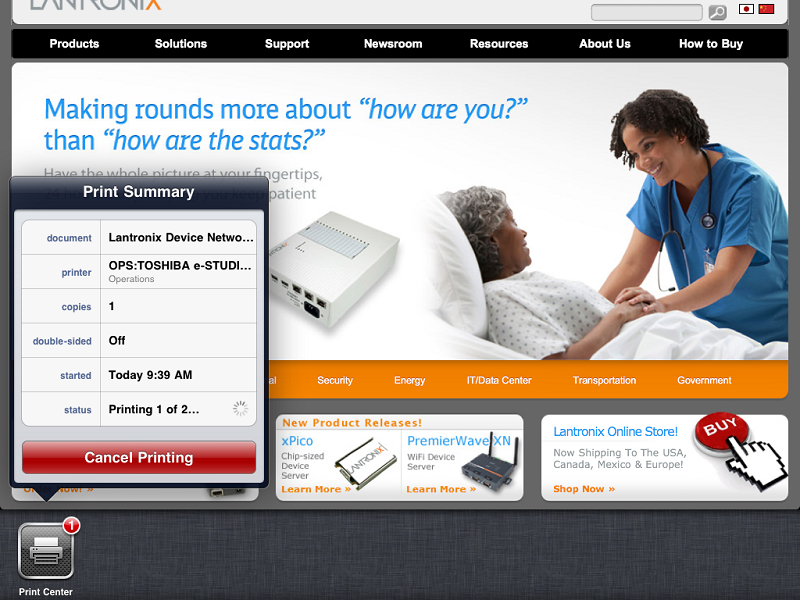 LANTRONIX
Products Solutions Support Newsroom Resources About Us How to Buy
Making rounds more about “how are you?”
than “how are the stats?”
Have the whole picture at your fingertips,
patient
Print Summary
document Lantronix Device Netwo...
printer OPS:TOSHIBA e-STUDI...
Operations
copies 1
double-sided Off
started Today 9:39 AM
status Printing 1 of 2...
Cancel Printing
Security Energy IT/Data Center Transportation Government
New Product Releases!
xPico
Chip-sized
Device
Server
Learn More »
LANTRONIX
PremierWave XN
WiFi Device
Server
Learn More »
Lantronix Online Store!
Now Shipping To The USA,
Canada, Mexico & Europe!
Shop Now »
BUY
1
Print Center